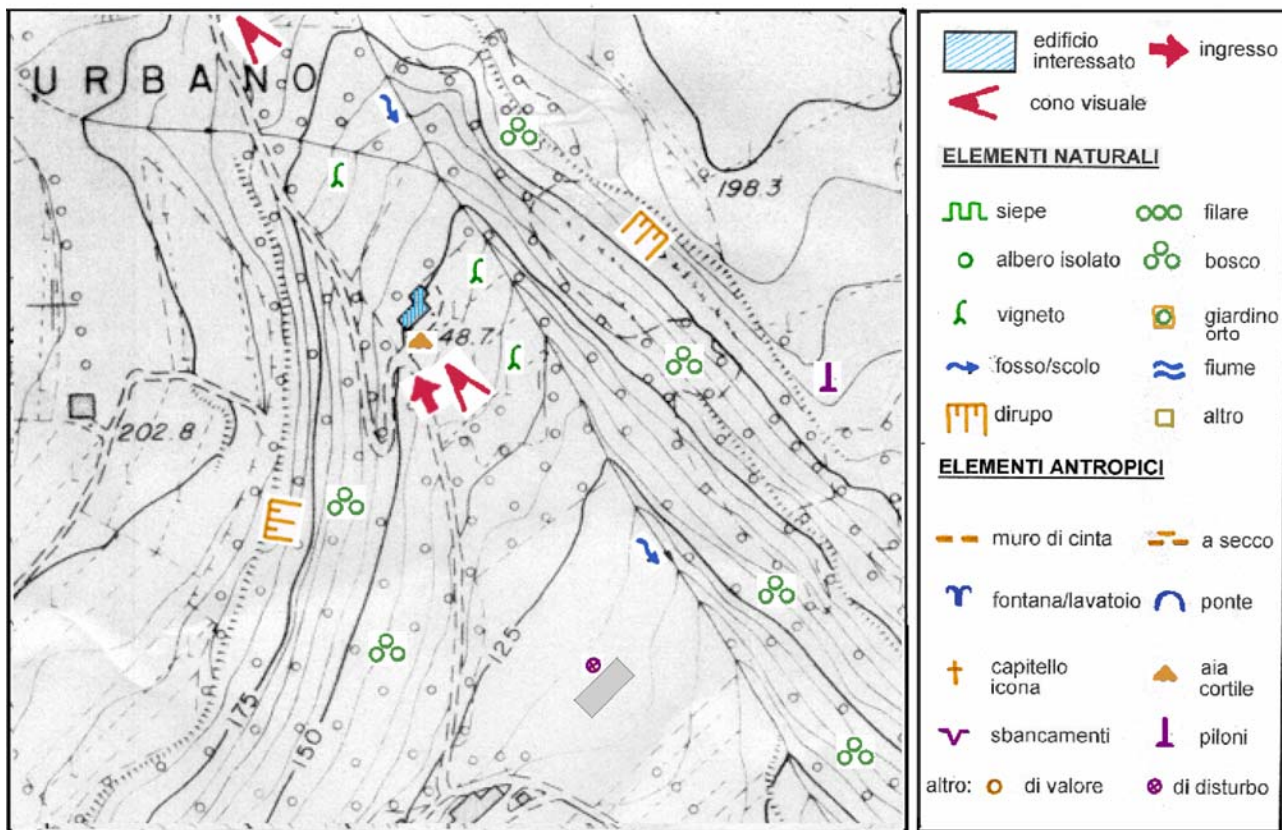 URBANO
198.3
48.7
202.8
125
175
150
edificio
interessato
ingresso
cono visuale
ELEMENTI NATURALI
siepe
filare
albero isolato
bosco
vigneto
giardino
orto
fosso/scolo
fiume
dirupo
altro
ELEMENTI ANTROPICI
muro di cinta
a secco
fontana/lavatoio
ponte
capitello
icona
aia
cortile
sbancamenti
piloni
altro:
di valore
di disturbo